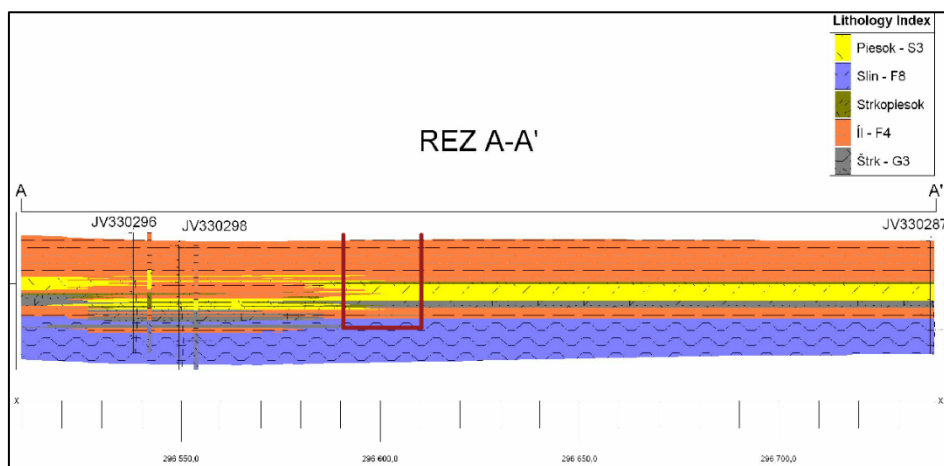 Lithology Index
Piesok - S3
Slin - F8
Strkopiesok
Íl - F4
Štrk - G3
REZ A-A'
A
A'
JV330296
JV330298
JV330287
x
x
296 550,0
296 600,0
296 650,0
296 700,0